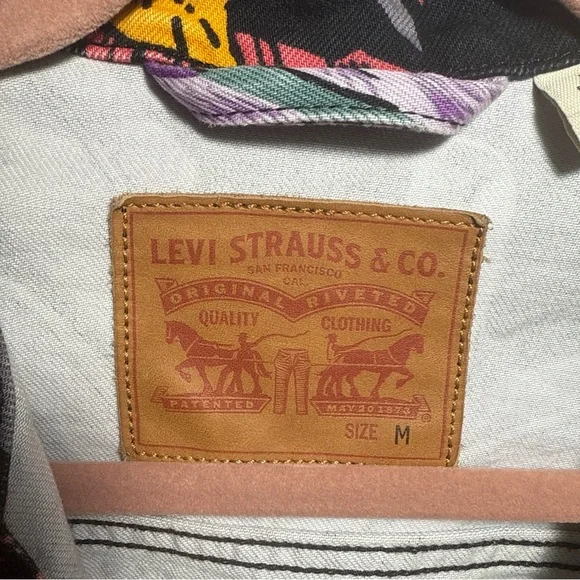 LEVI STRAUSS & CO.
SAN FRANCISCO
CAL.
ORIGINAL RIVETED
QUALITY CLOTHING
PATENTED MAY 20 1873
SIZE M